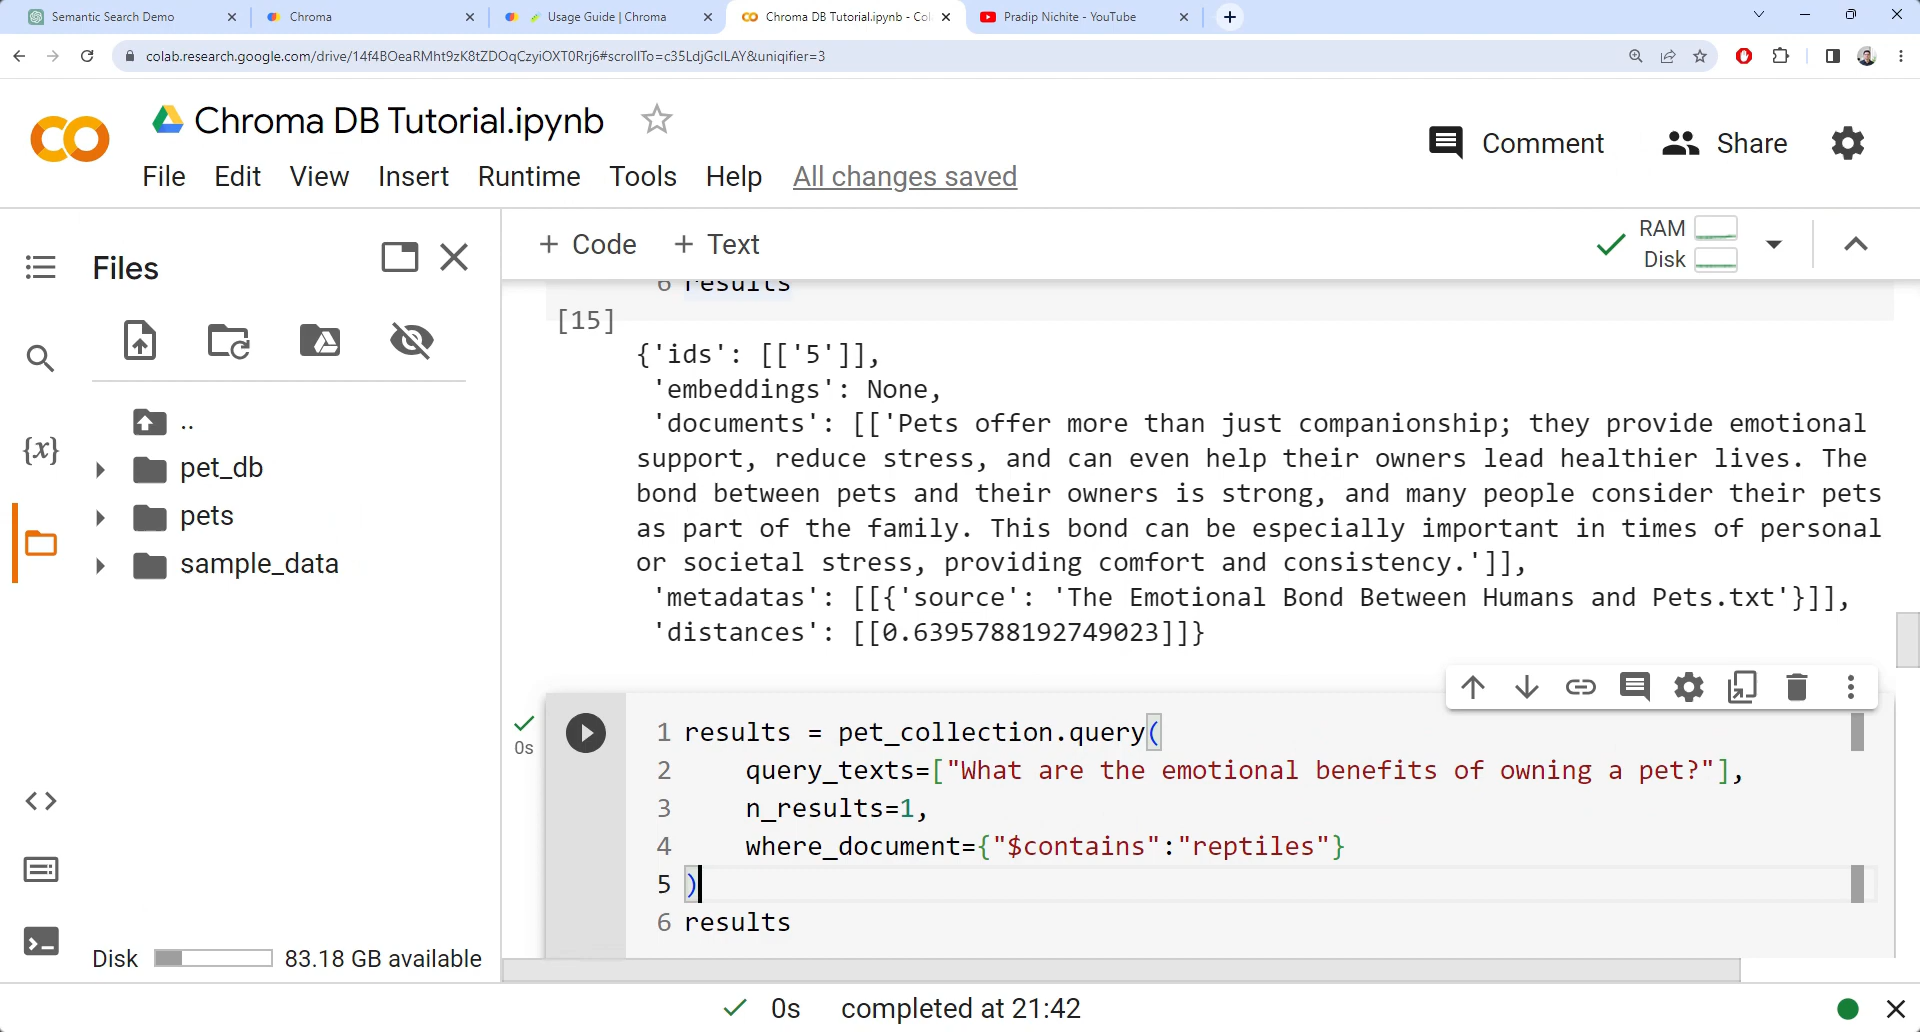 Semantic Search Demo
Chroma
Usage Guide | Chroma
Chroma DB Tutorial.ipynb - Col
Pradip Nichite - YouTube
colab.research.google.com/drive/14f4BOeaRMht9zK8tZDOqCzyiOXT0Rrj6#scrollTo=c35LdjGclLAY&uniqifier=3
Chroma DB Tutorial.ipynb
Comment
Share
File Edit View Insert Runtime Tools Help All changes saved
Files
+ Code + Text
RAM
Disk
..
pet_db
pets
sample_data
{x}
6 results
[15]
{'ids': [['5']],
'embeddings': None,
'documents': [['Pets offer more than just companionship; they provide emotional
support, reduce stress, and can even help their owners lead healthier lives. The
bond between pets and their owners is strong, and many people consider their pets
as part of the family. This bond can be especially important in times of personal
or societal stress, providing comfort and consistency.']],
'metadatas': [[{'source': 'The Emotional Bond Between Humans and Pets.txt'}]],
'distances': [[0.6395788192749023]]}
0s
1 results = pet_collection.query(
2 query_texts=["What are the emotional benefits of owning a pet?"],
3 n_results=1,
4 where_document={"$contains":"reptiles"}
5 )
6 results
Disk 83.18 GB available
0s completed at 21:42